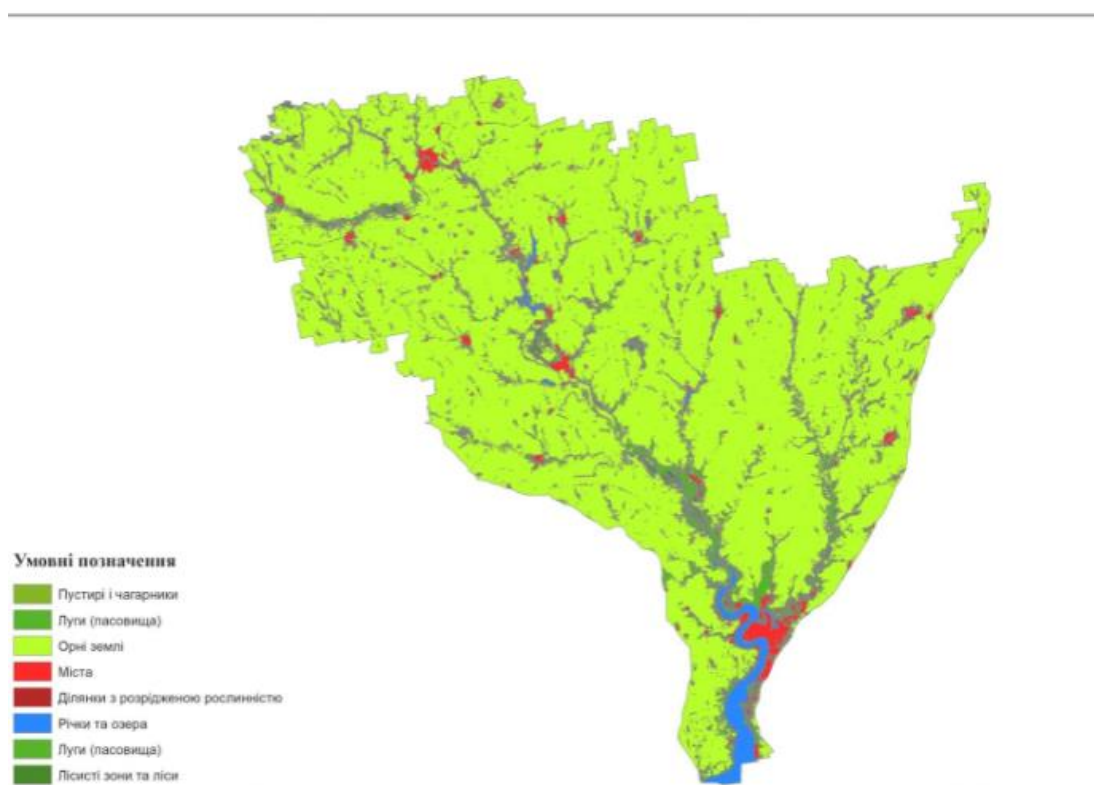 Умовні позначення
Пустирі і чагарники
Луги (пасовища)
Орні землі
Міста
Ділянки з розрідженою рослинністю
Річки та озера
Луги (пасовища)
Лісисті зони та ліси